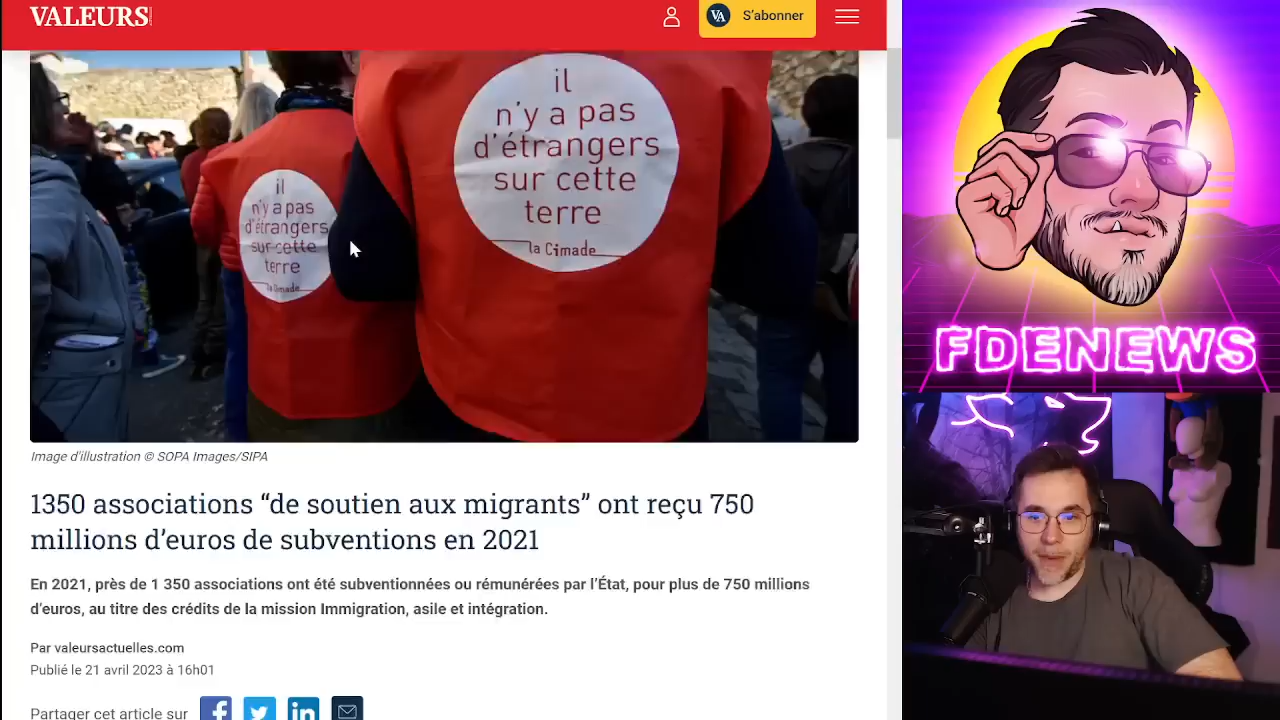 VALEURS
VA
S'abonner
il
n'y a pas
d'étrangers
sur cette
terre
la Cimade
il
n'y a pas
d'étrangers
sur cette
terre
la Cimade
Image d'illustration © SOPA Images/SIPA
1350 associations “de soutien aux migrants” ont reçu 750
millions d’euros de subventions en 2021
En 2021, près de 1 350 associations ont été subventionnées ou rémunérées par l’État, pour plus de 750 millions
d’euros, au titre des crédits de la mission Immigration, asile et intégration.
Par valeursactuelles.com
Publié le 21 avril 2023 à 16h01
Partager cet article sur
FDENEWS